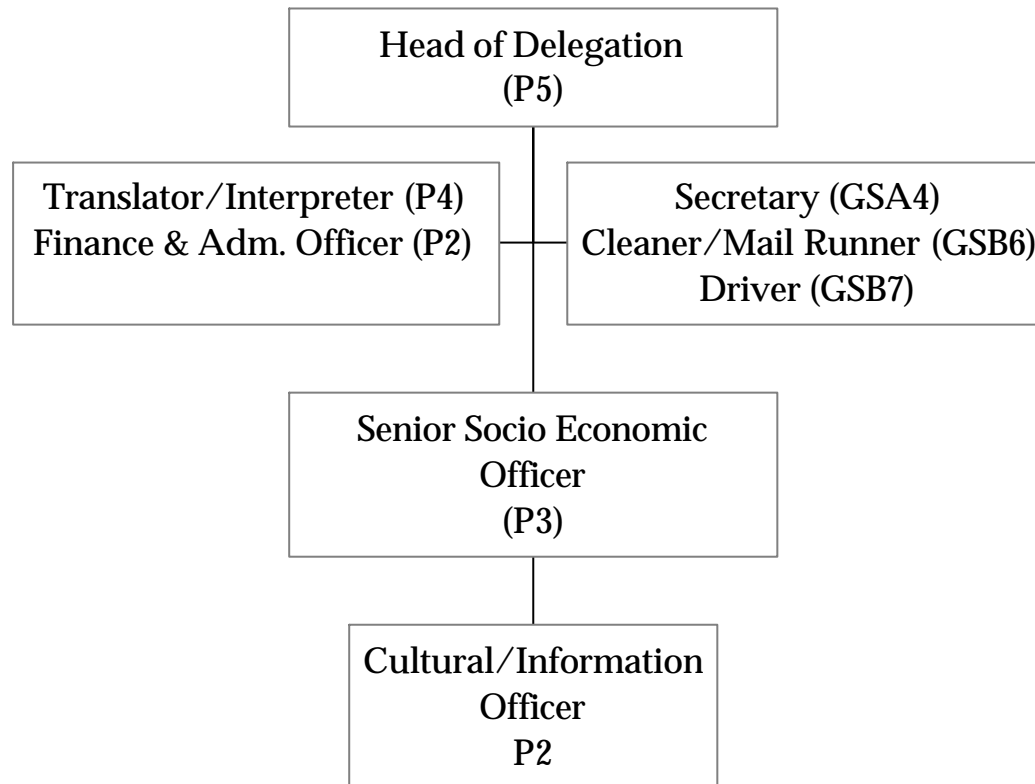 Head of Delegation
(P5)
Translator/Interpreter (P4)
Finance & Adm. Officer (P2)
Secretary (GSA4)
Cleaner/Mail Runner (GSB6)
Driver (GSB7)
Senior Socio Economic
Officer
(P3)
Cultural/Information
Officer
P2